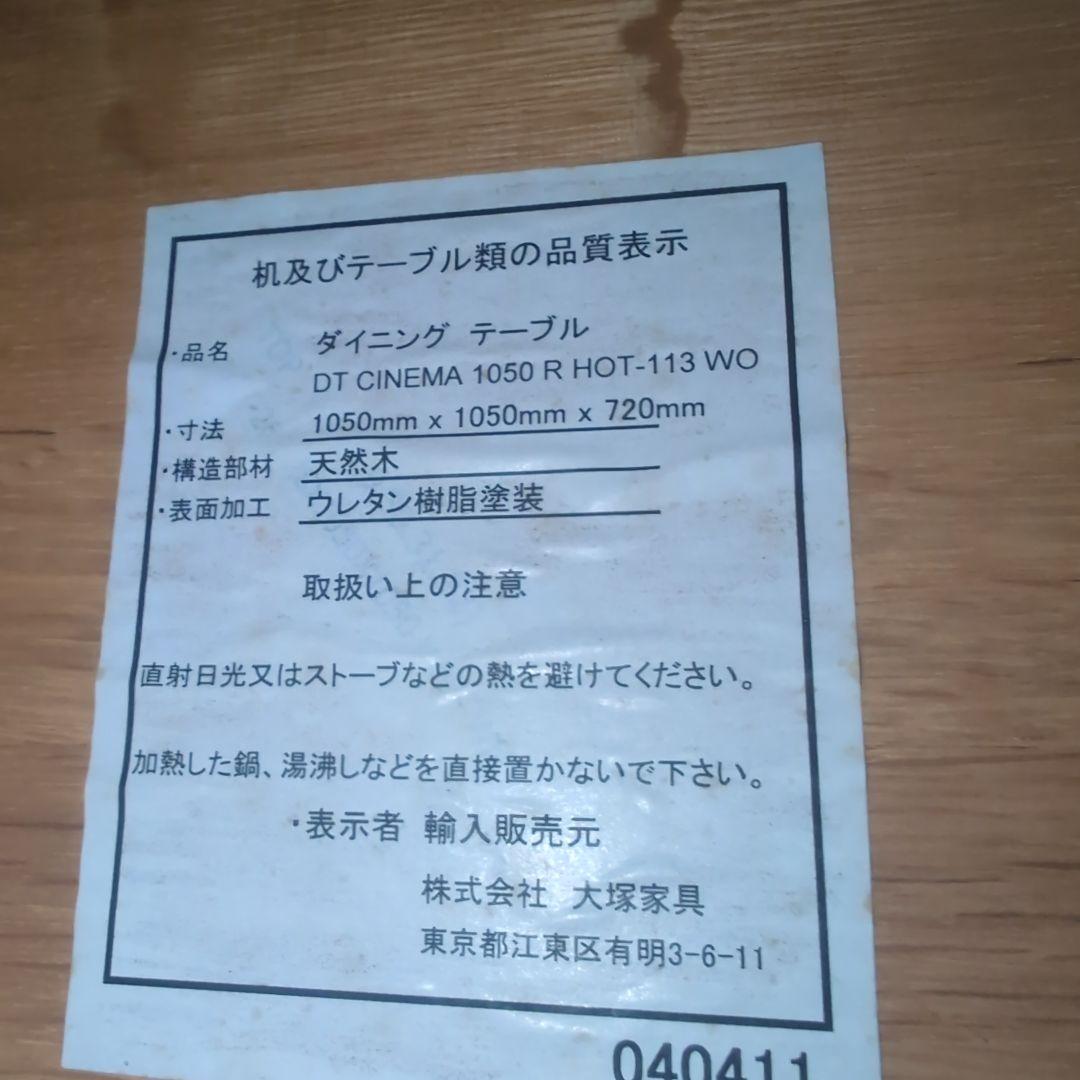 机及びテーブル類の品質表示
・品名 ダイニング テーブル
DT CINEMA 1050 R HOT-113 WO
・寸法 1050mm x 1050mm x 720mm
・構造部材 天然木
・表面加工 ウレタン樹脂塗装
取扱い上の注意
直射日光又はストーブなどの熱を避けてください。
加熱した鍋、湯沸しなどを直接置かないで下さい。
・表示者 輸入販売元
株式会社 大塚家具
東京都江東区有明3-6-11
040411